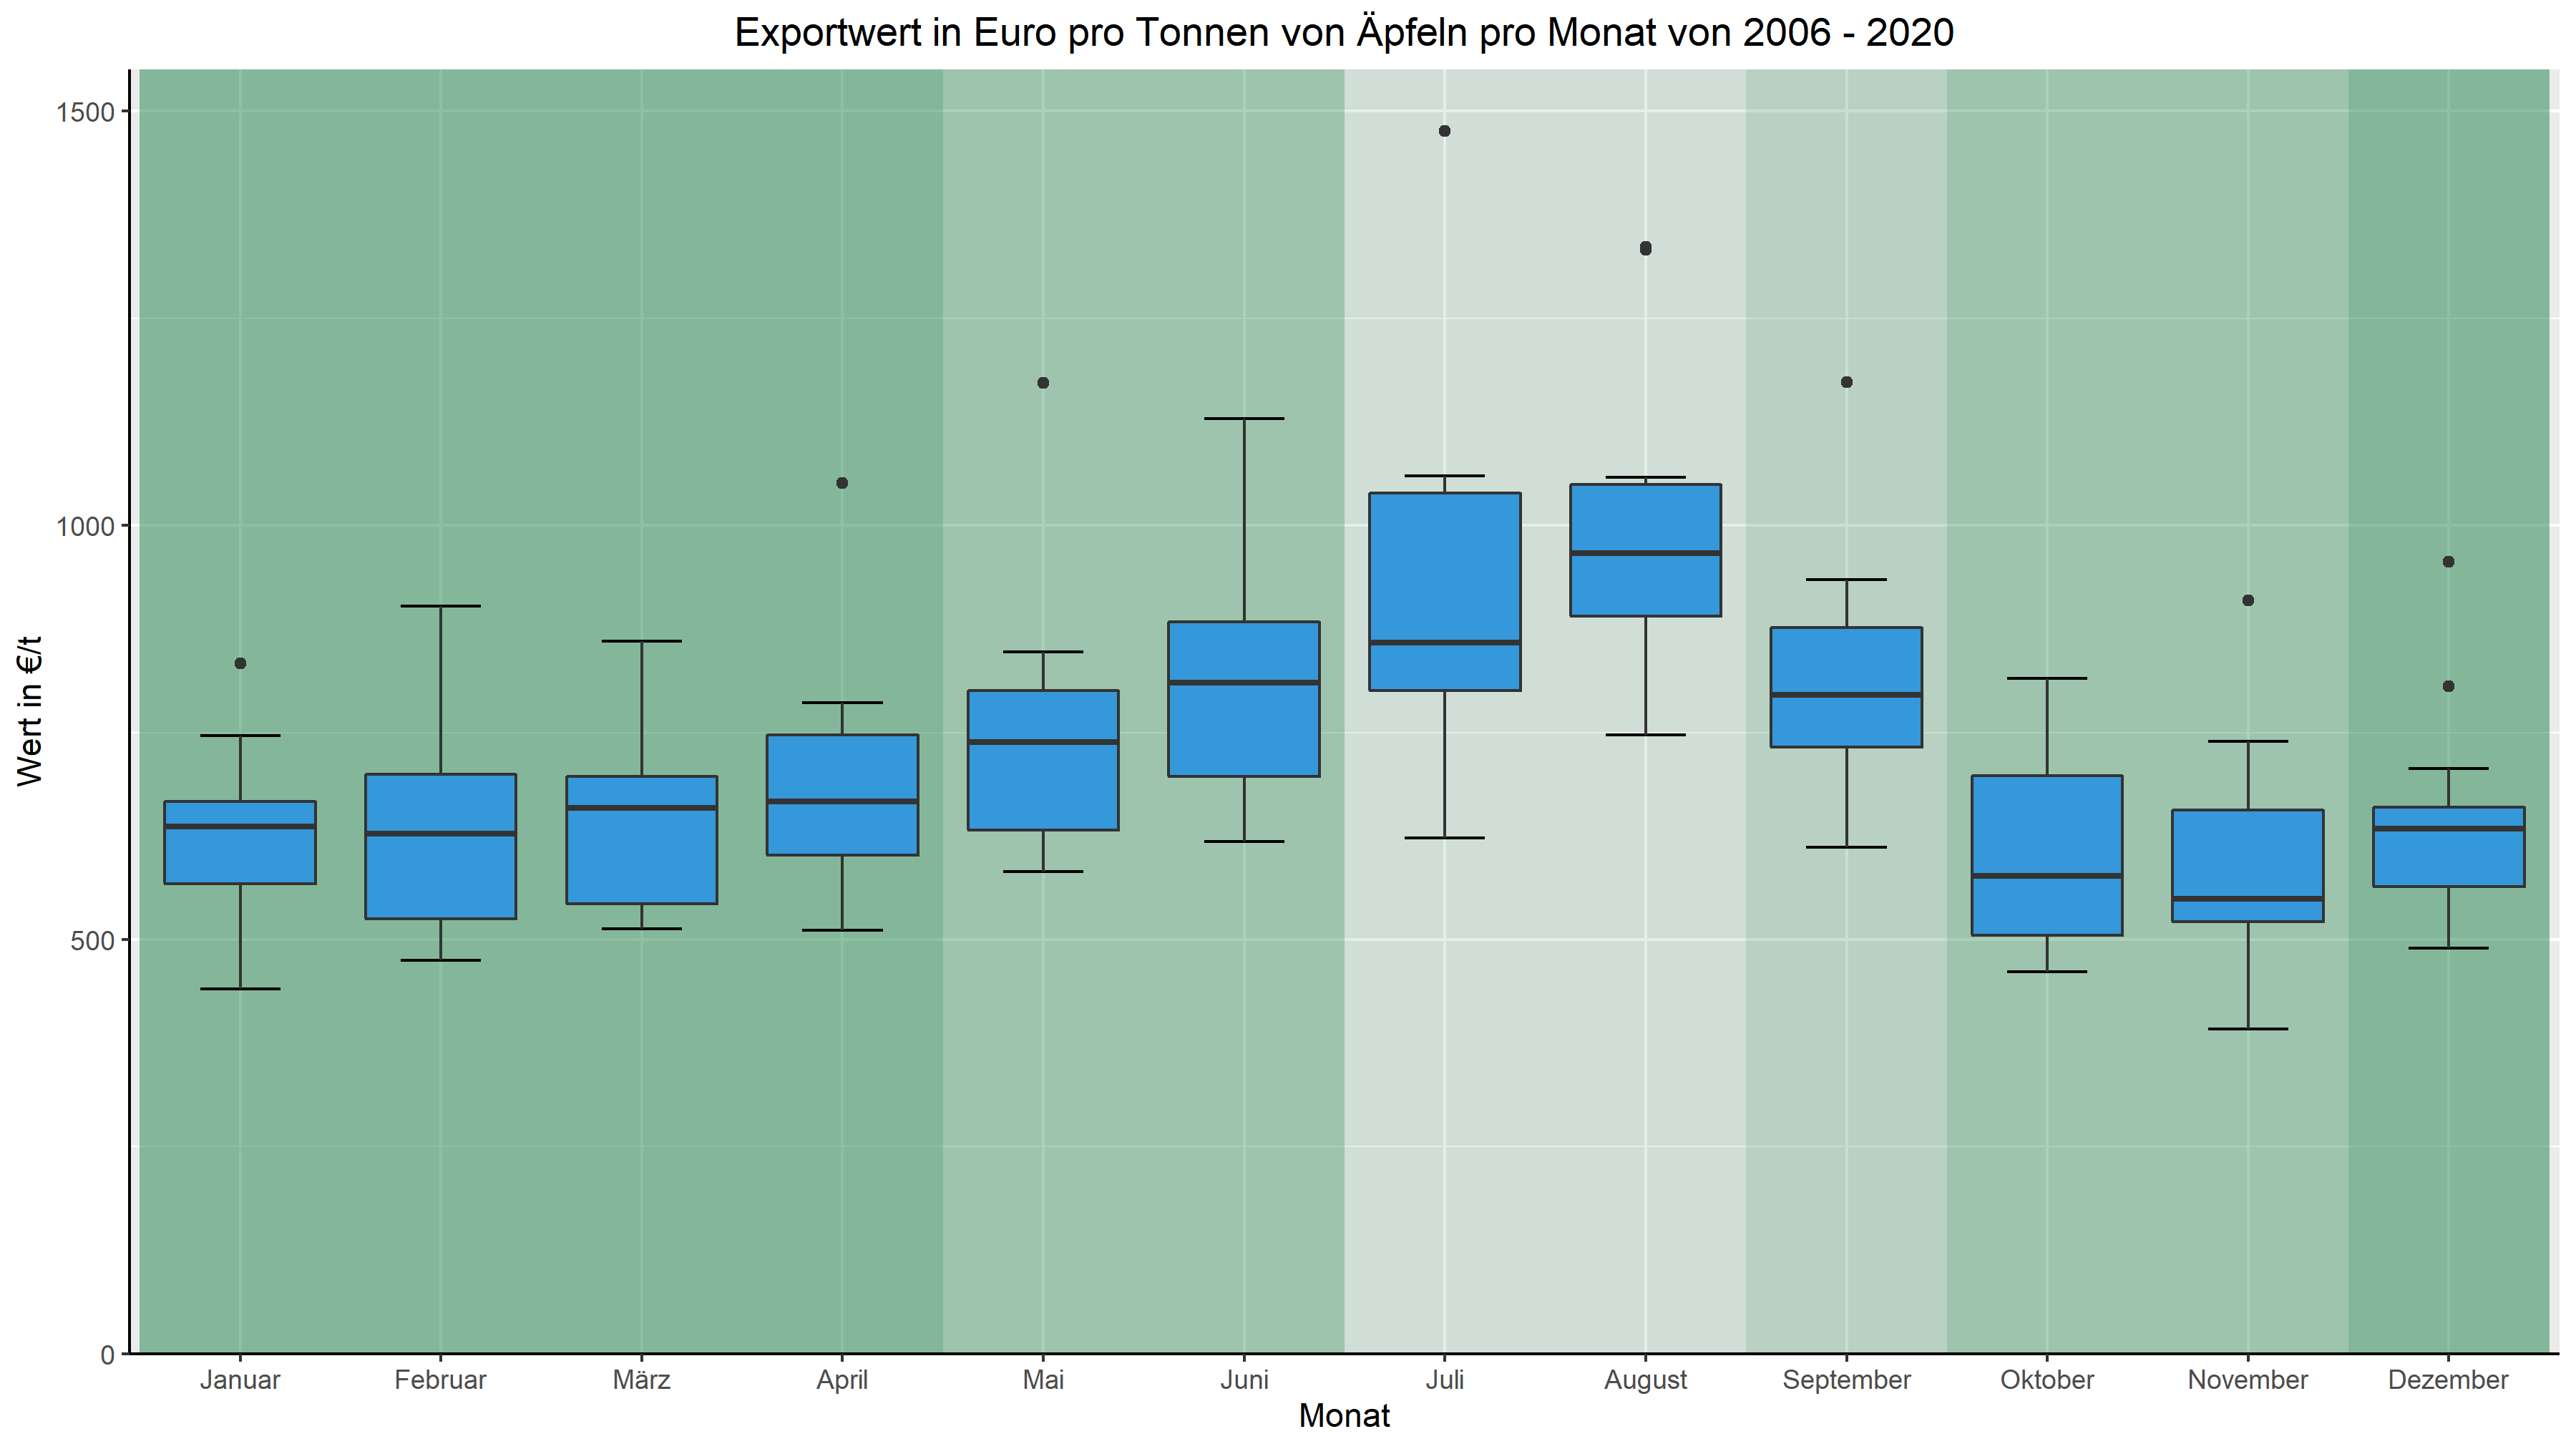 Exportwert in Euro pro Tonnen von Äpfeln pro Monat von 2006 - 2020
Wert in €/t
1500
1000
500
0
Januar Februar März April Mai Juni Juli August September Oktober November Dezember
Monat